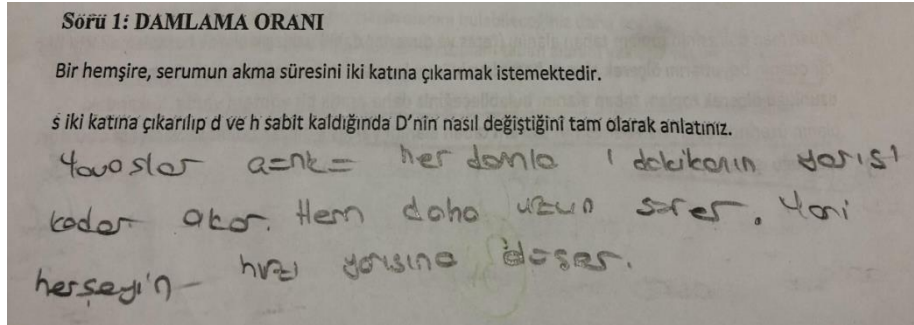 Soru 1: DAMLAMA ORANI
Bir hemşire, serumun akma süresini iki katına çıkarmak istemektedir.
s iki katına çıkarılıp d ve h sabit kaldığında D'nin nasıl değiştiğini tam olarak anlatınız.
Yavaşlar a=nk= her damla 1 dakikanın yarısı
kadar akar. Hem daha uzun sürer. Yani
herşeyi'n hızı yarısına düşer.